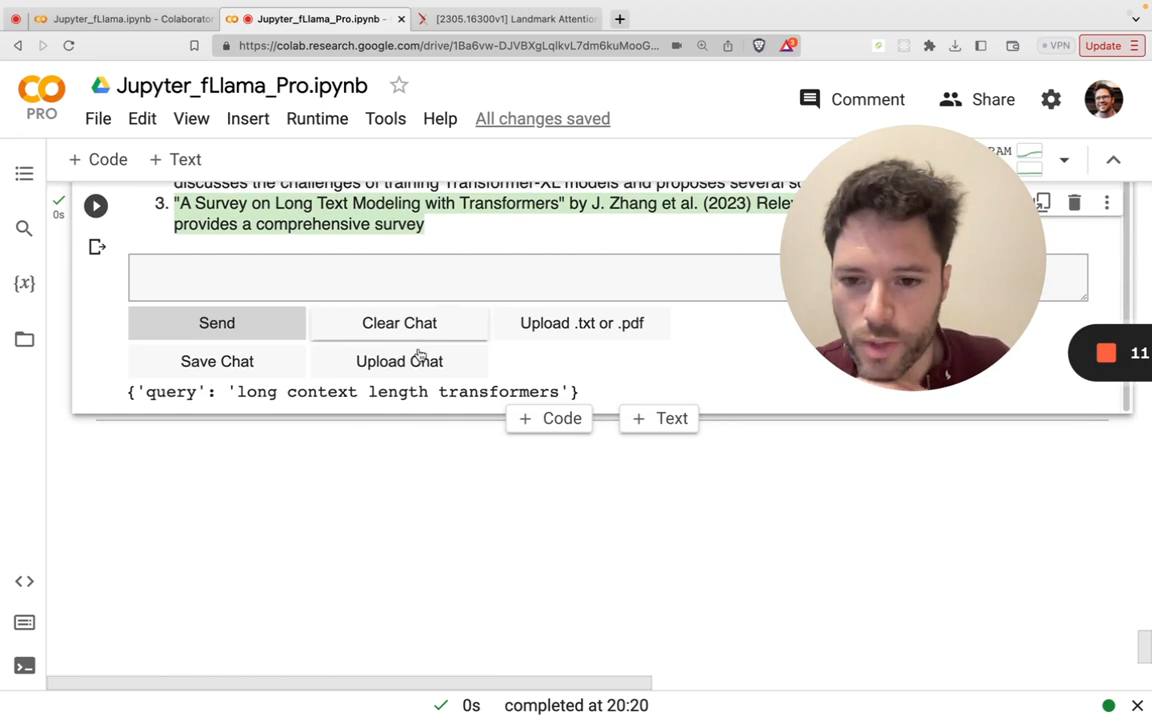 Jupyter_fLlama.ipynb - Colaborator
Jupyter_fLlama_Pro.ipynb -
[2305.16300v1] Landmark Attention
https://colab.research.google.com/drive/1Ba6vw-DJVBXgLqlkvL7dm6kuMooG...
3
VPN
Update
PRO
Jupyter_fLlama_Pro.ipynb
File Edit View Insert Runtime Tools Help All changes saved
Comment
Share
+ Code + Text
RAM
discusses the challenges of training Transformer-XL models and proposes several
0s
3. "A Survey on Long Text Modeling with Transformers" by J. Zhang et al. (2023)
provides a comprehensive survey
{x}
Send
Clear Chat
Upload .txt or .pdf
Save Chat
Upload Chat
11
{'query': 'long context length transformers'}
+ Code
+ Text
0s completed at 20:20